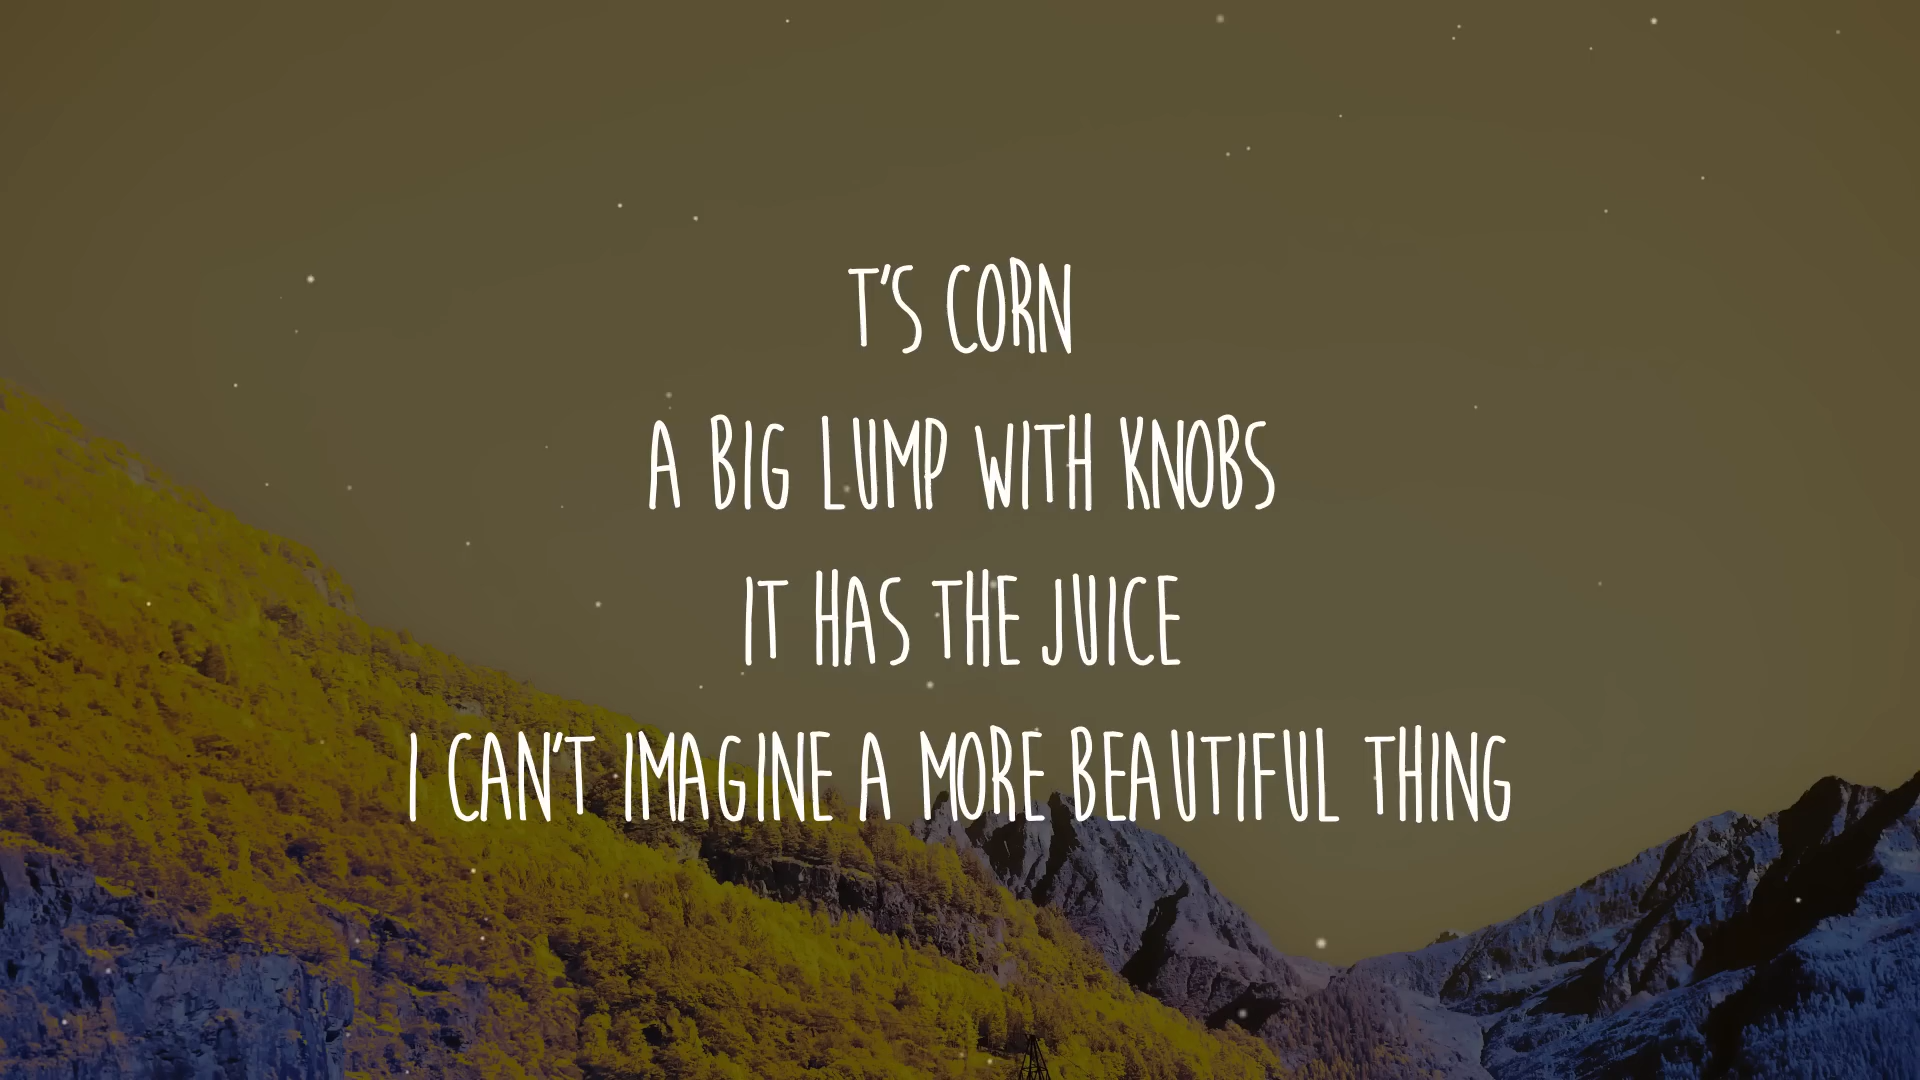 T'S CORN
A BIG LUMP WITH KNOBS
IT HAS THE JUICE
I CAN'T IMAGINE A MORE BEAUTIFUL THING